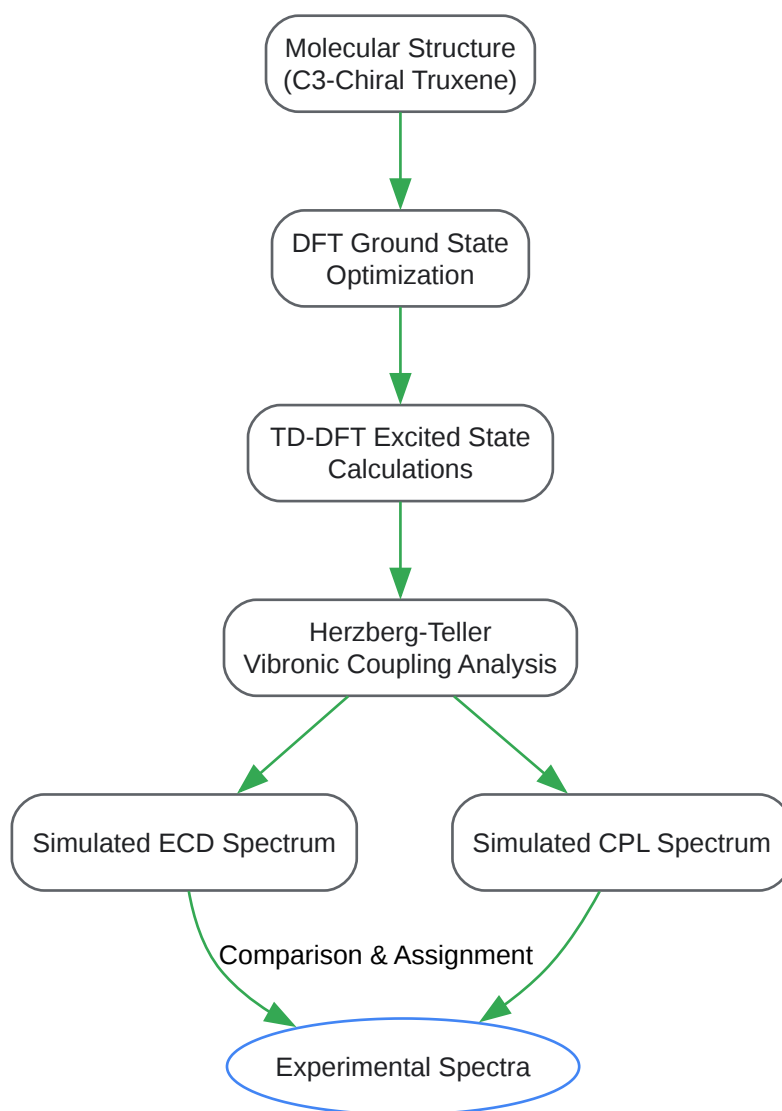 Molecular Structure
(C3-Chiral Truxene)
DFT Ground State
Optimization
TD-DFT Excited State
Calculations
Herzberg-Teller
Vibronic Coupling Analysis
Simulated ECD Spectrum
Simulated CPL Spectrum
Comparison & Assignment
Experimental Spectra